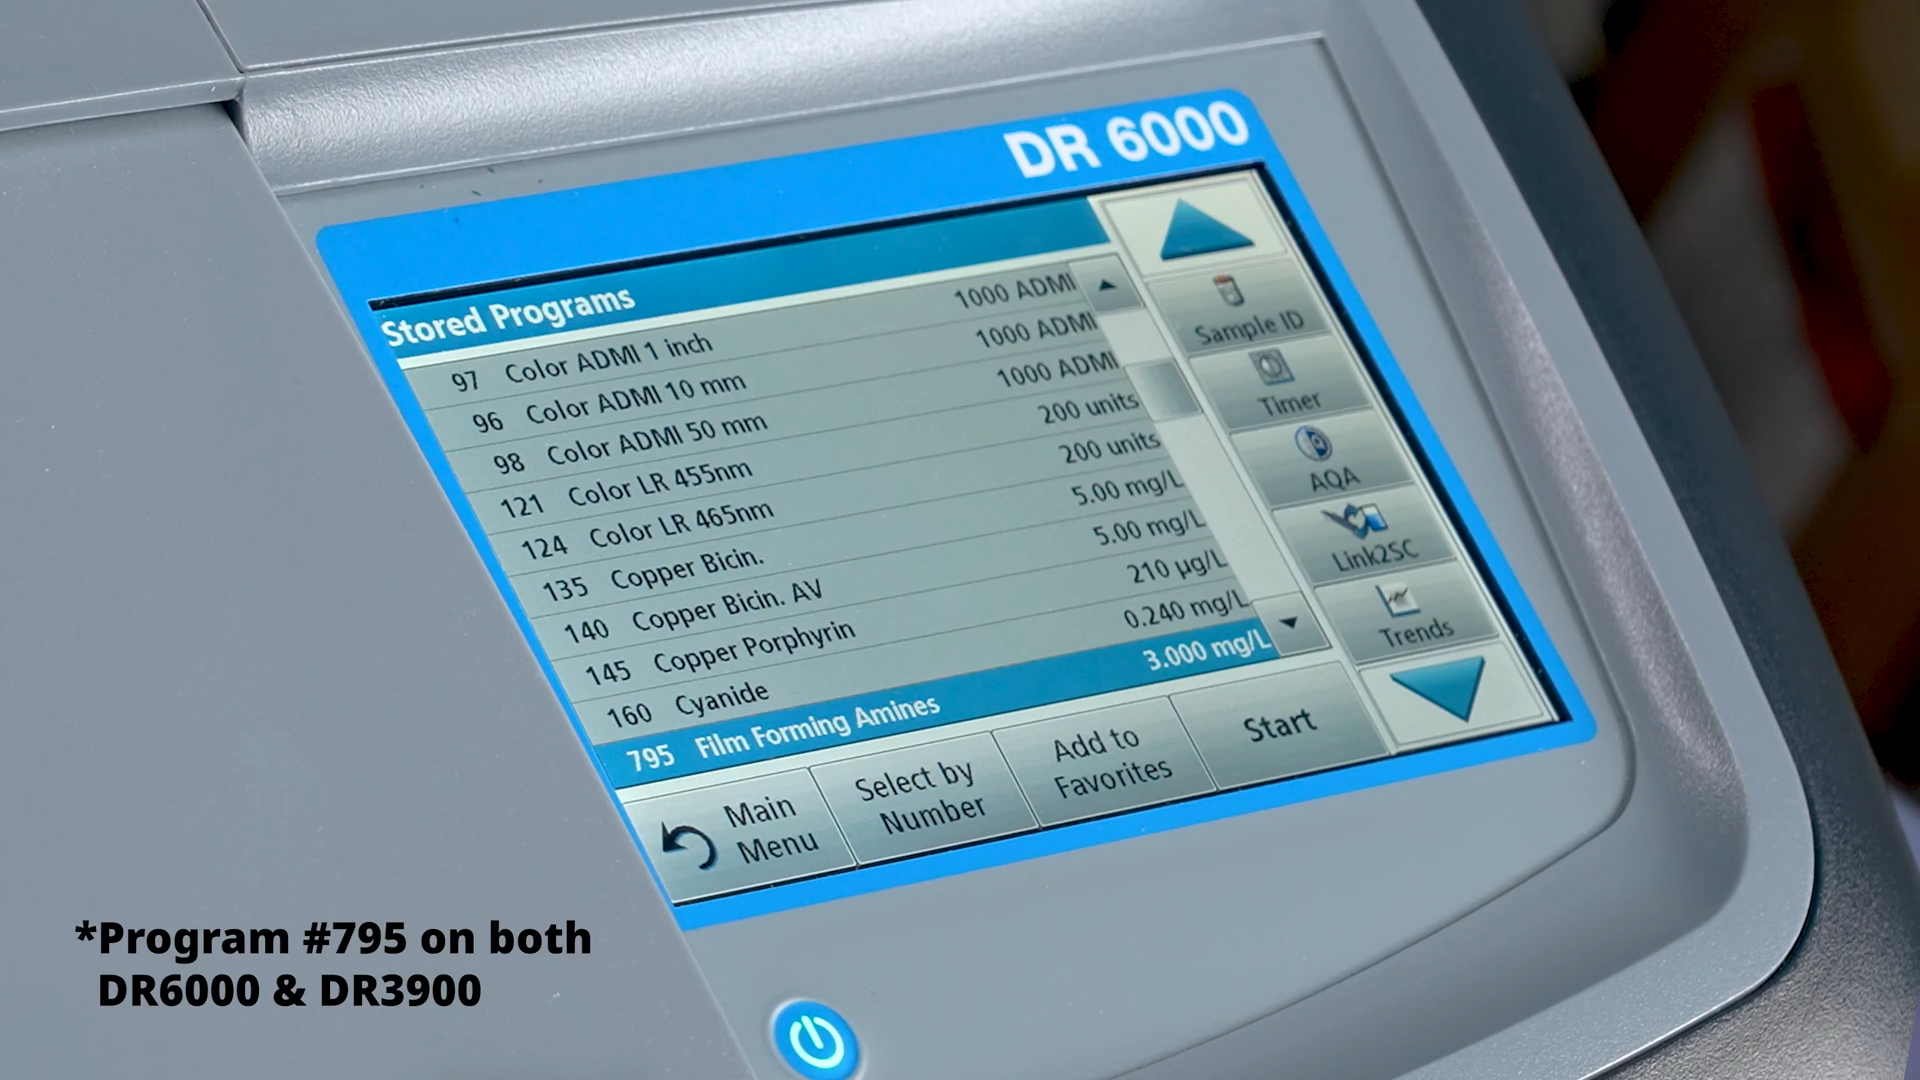 DR 6000
Stored Programs
97 Color ADMI 1 inch 1000 ADMI
96 Color ADMI 10 mm 1000 ADMI
98 Color ADMI 50 mm 1000 ADMI
121 Color LR 455nm 200 units
124 Color LR 465nm 200 units
135 Copper Bicin. 5.00 mg/L
140 Copper Bicin. AV 5.00 mg/L
145 Copper Porphyrin 210 µg/L
160 Cyanide 0.240 mg/L
795 Film Forming Amines 3.000 mg/L
Sample ID
Timer
AQA
Link2SC
Trends
Main
Menu
Select by
Number
Add to
Favorites
Start
*Program #795 on both
DR6000 & DR3900